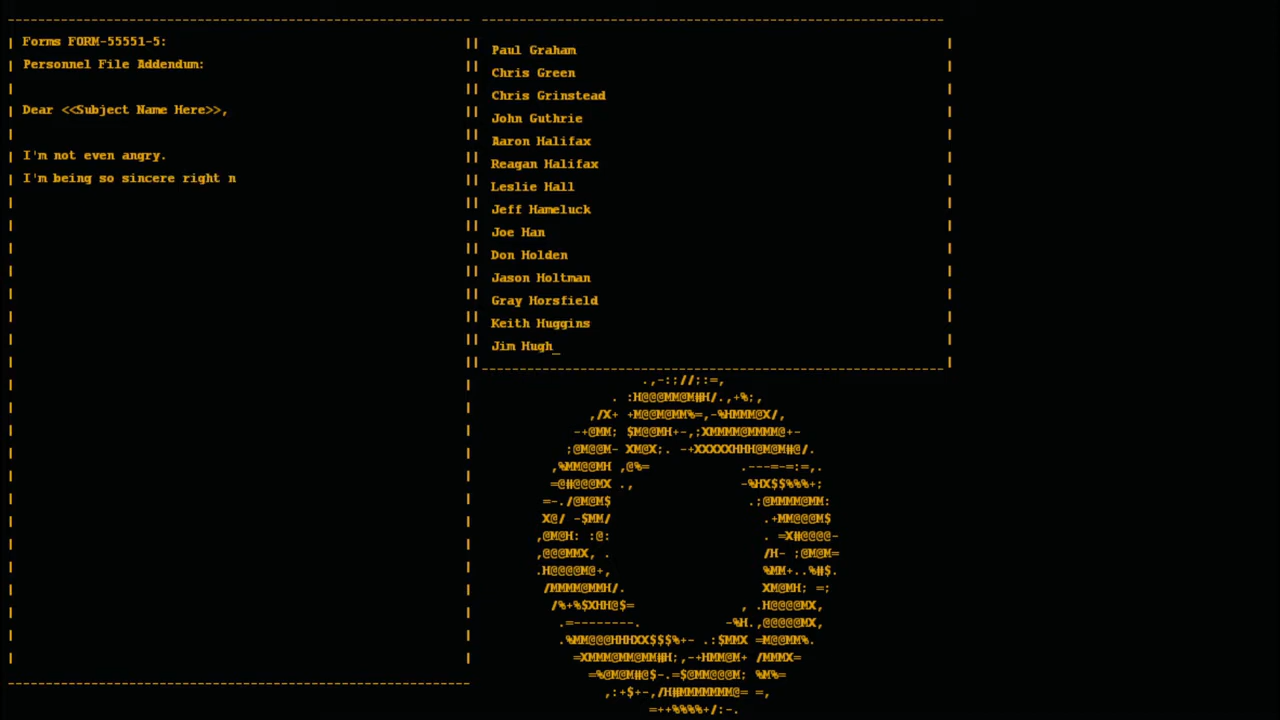 Forms FORM-55551-5:
Personnel File Addendum:
Dear <<Subject Name Here>>,
I'm not even angry.
I'm being so sincere right n
Paul Graham
Chris Green
Chris Grinstead
John Guthrie
Aaron Halifax
Reagan Halifax
Leslie Hall
Jeff Hameluck
Joe Han
Don Holden
Jason Holtman
Gray Horsfield
Keith Huggins
Jim Hugh_